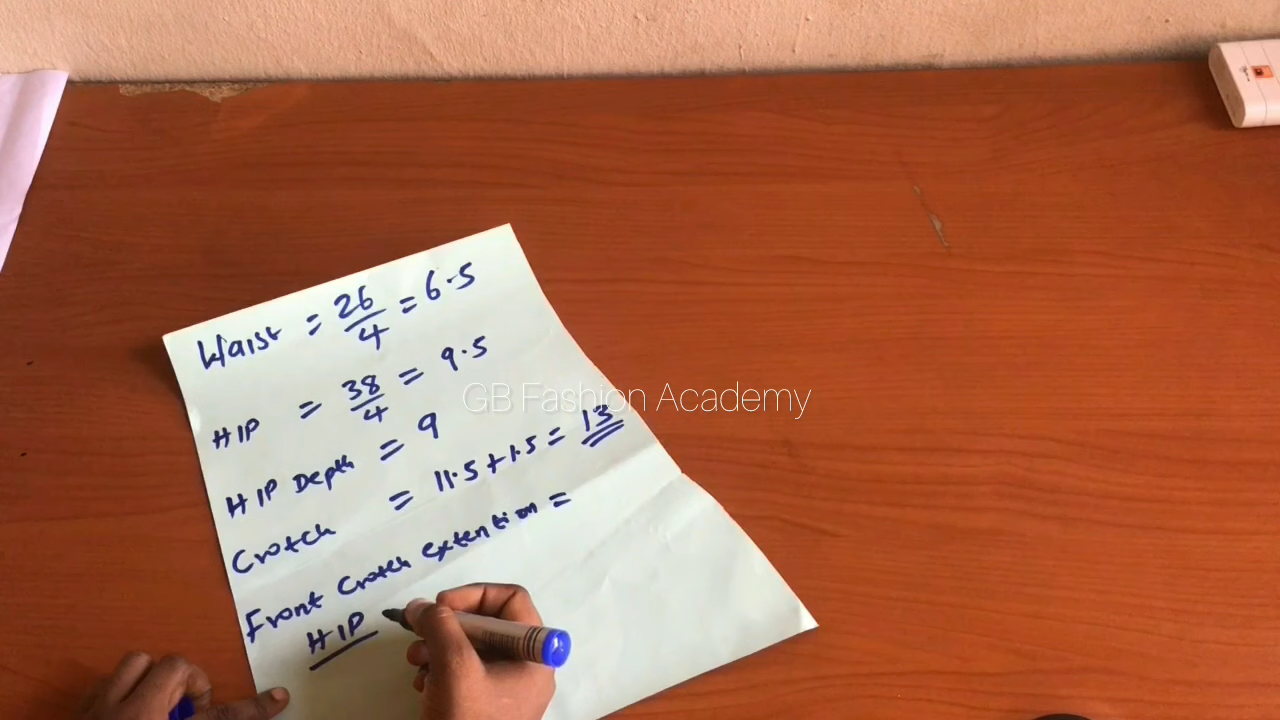 Waist = 26/4 = 6.5
HIP = 38/4 = 9.5
HIP Depth = 9
Crotch = 11.5 + 1.5 = 13
Front Crotch extention =
HIP
GB Fashion Academy